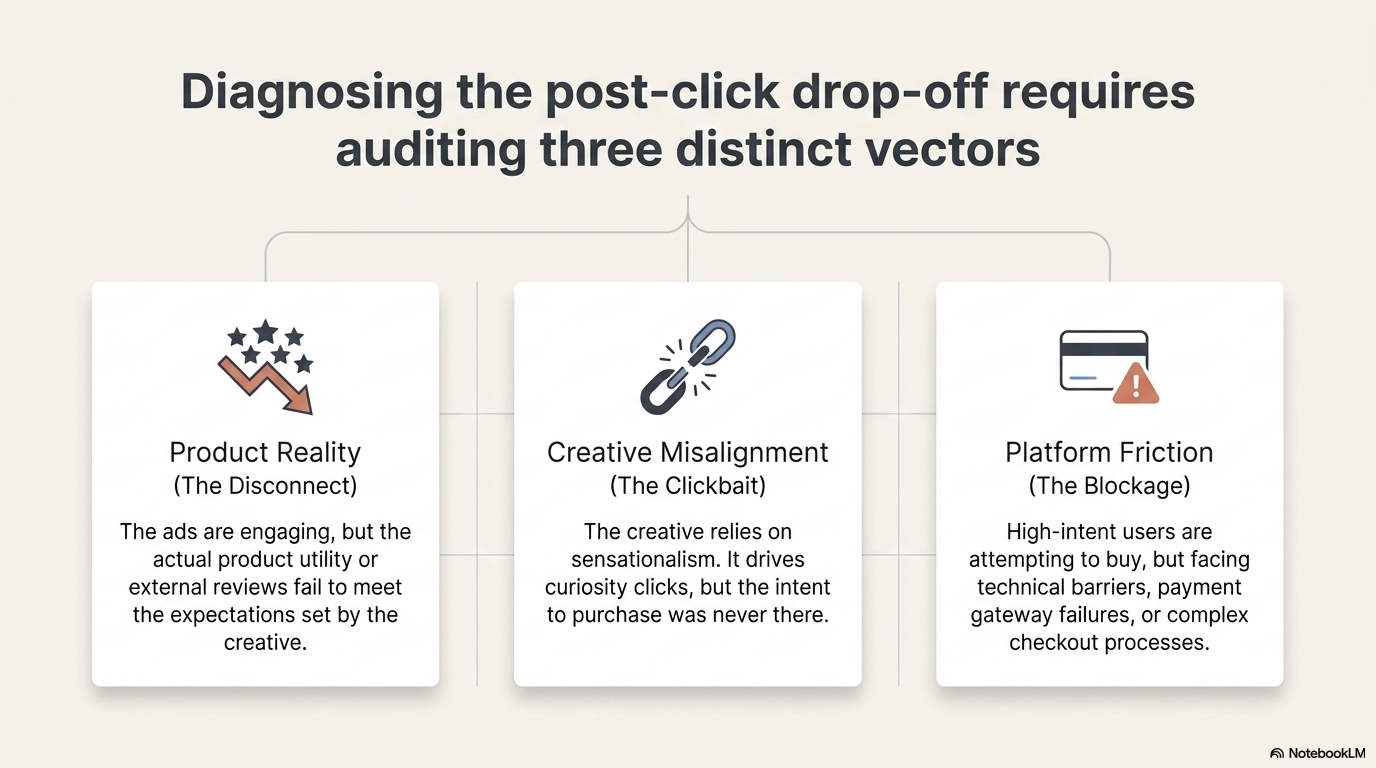 Diagnosing the post-click drop-off requires
auditing three distinct vectors
Product Reality
(The Disconnect)
The ads are engaging, but the
actual product utility or
external reviews fail to meet
the expectations set by the
creative.
Creative Misalignment
(The Clickbait)
The creative relies on
sensationalism. It drives
curiosity clicks, but the intent
to purchase was never there.
Platform Friction
(The Blockage)
High-intent users are
attempting to buy, but facing
technical barriers, payment
gateway failures, or complex
checkout processes.
NotebookLM